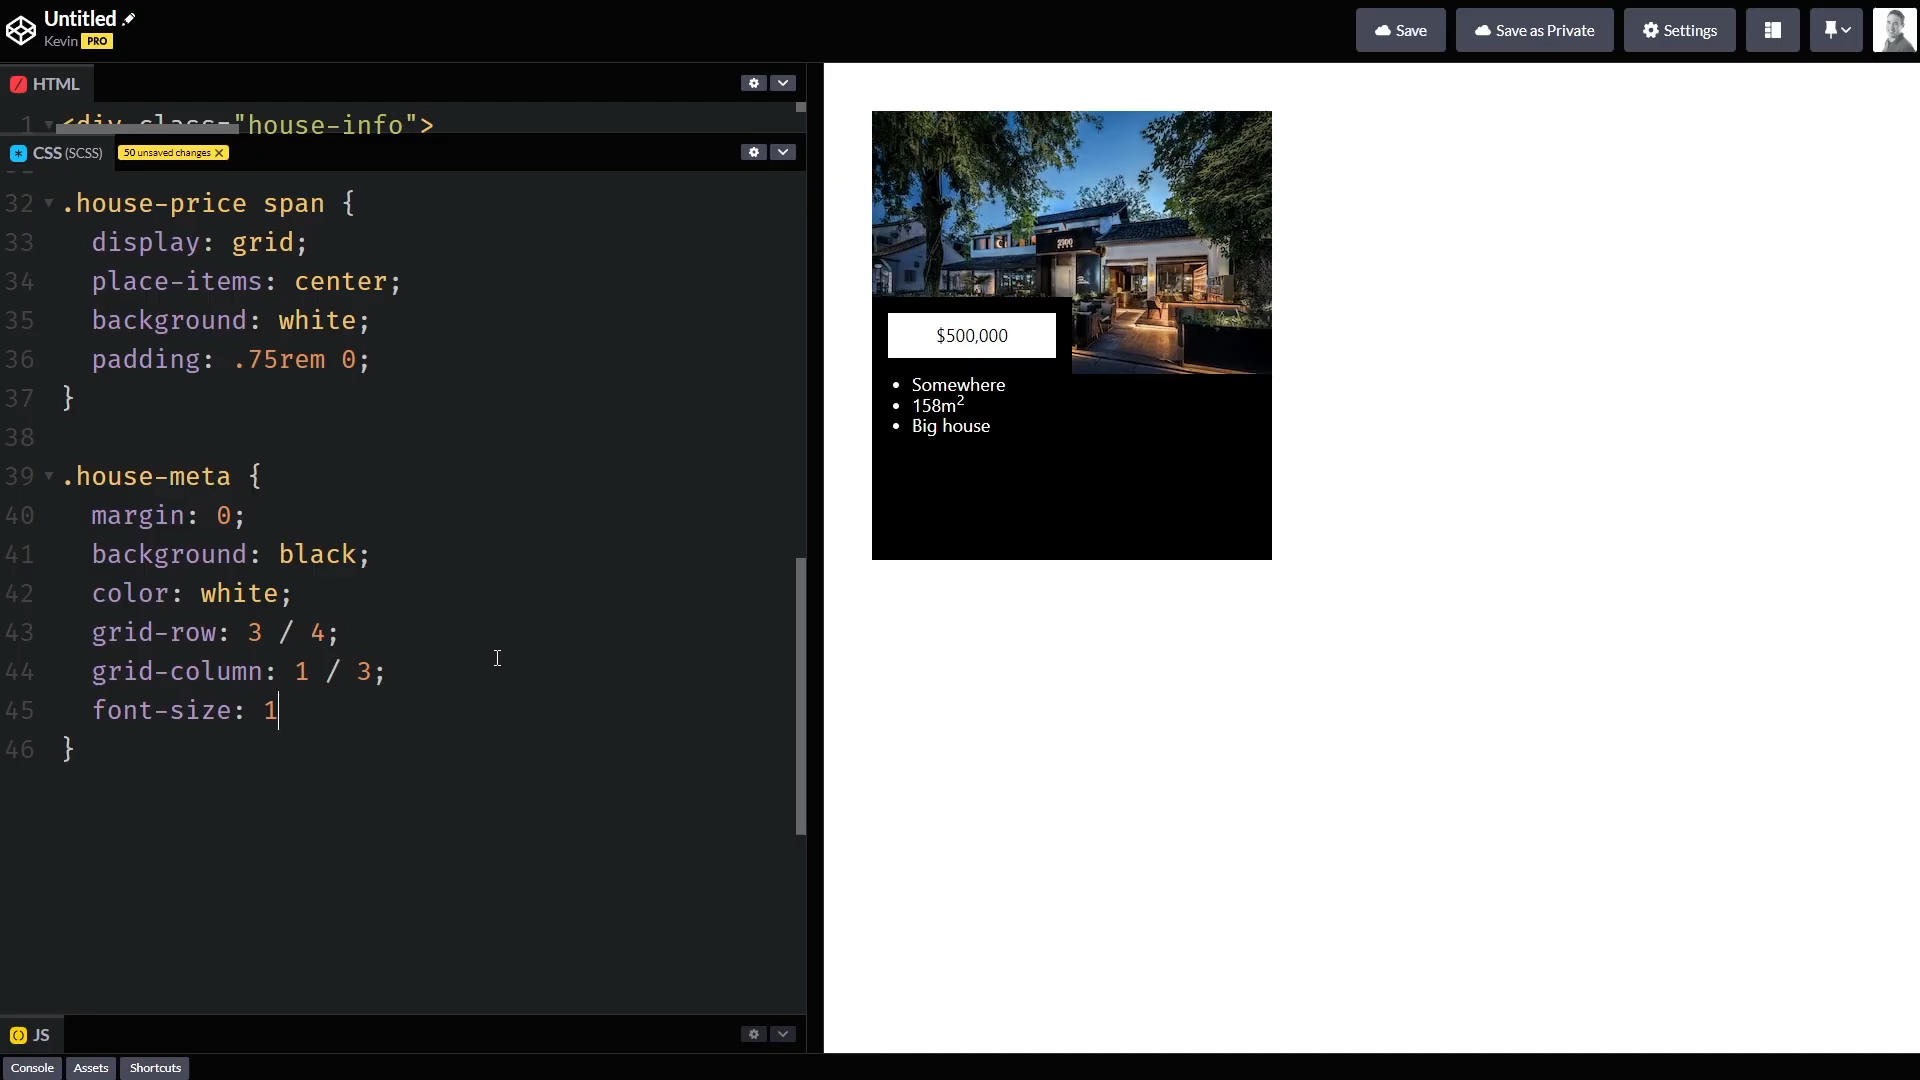 Untitled
Kevin PRO
Save
Save as Private
Settings
HTML
1 <div class="house-info">
CSS (SCSS)
50 unsaved changes ✕
32 .house-price span {
33 display: grid;
34 place-items: center;
35 background: white;
36 padding: .75rem 0;
37 }
38
39 .house-meta {
40 margin: 0;
41 background: black;
42 color: white;
43 grid-row: 3 / 4;
44 grid-column: 1 / 3;
45 font-size: 1
46 }
JS
Console
Assets
Shortcuts
$500,000
• Somewhere
• 158m²
• Big house